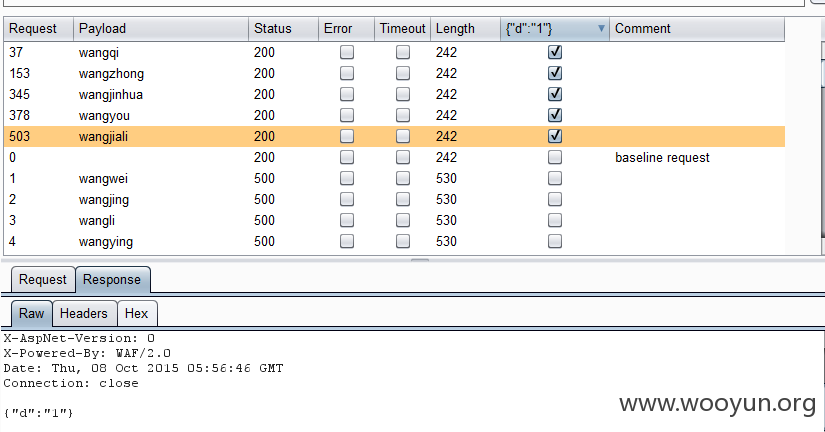 Request Payload Status Error Timeout Length {"d":"1"} Comment
37 wangqi 200 242
153 wangzhong 200 242
345 wangjinhua 200 242
378 wangyou 200 242
503 wangjiali 200 242
0 200 242 baseline request
1 wangwei 500 530
2 wangjing 500 530
3 wangli 500 530
4 wangying 500 530
Request Response
Raw Headers Hex
X-AspNet-Version: 0
X-Powered-By: WAF/2.0
Date: Thu, 08 Oct 2015 05:56:46 GMT
Connection: close
{"d":"1"}
www.wooyun.org